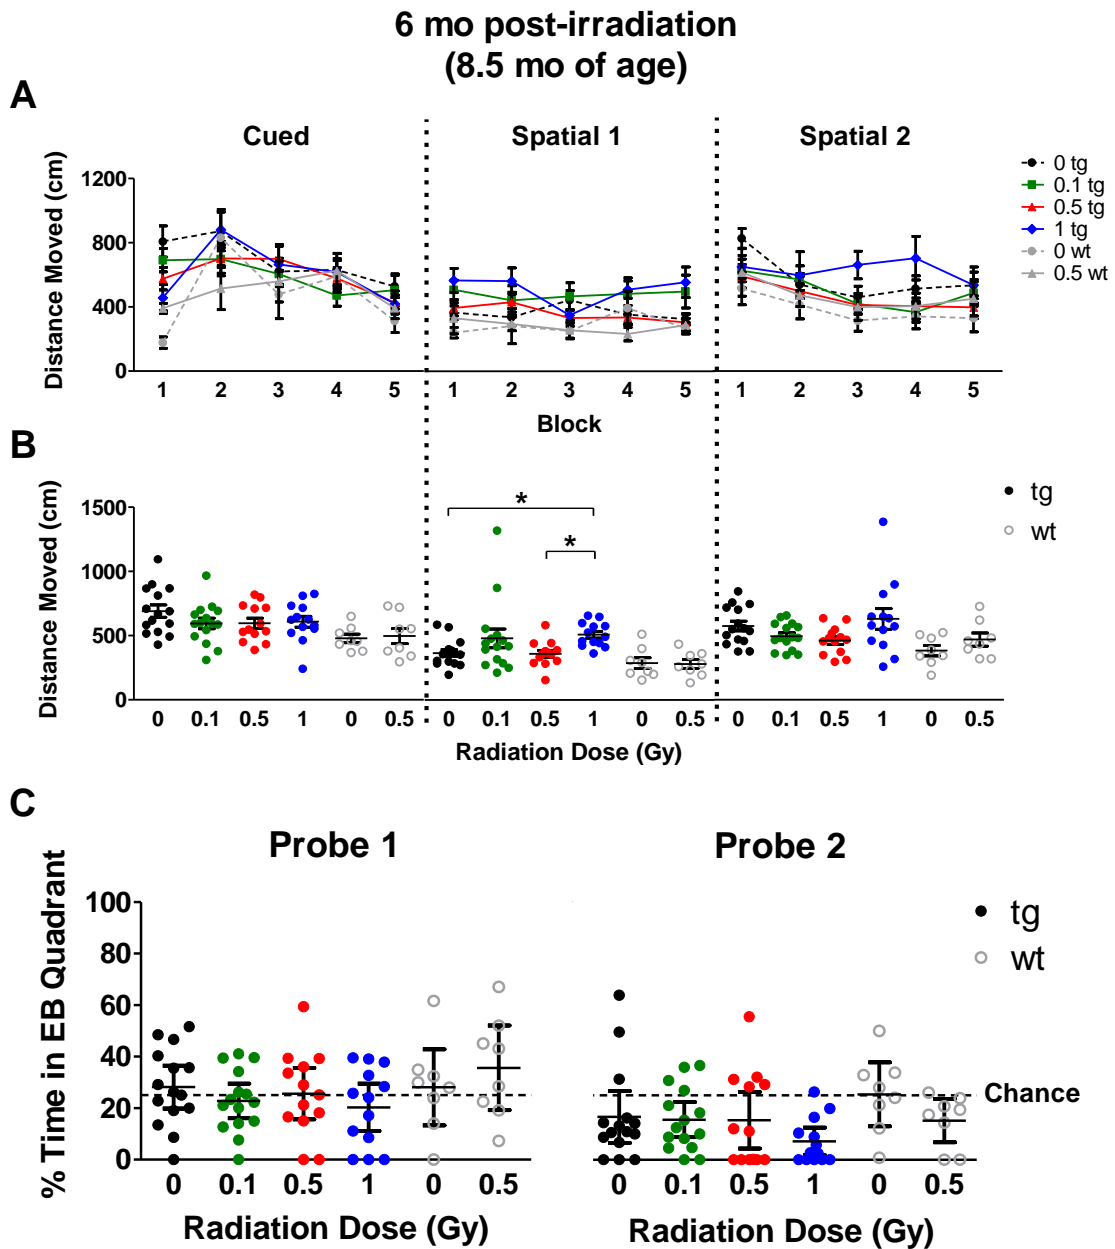 6 mo post-irradiation
(8.5 mo of age)
A
Cued
Spatial 1
Spatial 2
Distance Moved (cm)
1200
800
400
0
1 2 3 4 5
1 2 3 4 5
1 2 3 4 5
Block
0 tg
0.1 tg
0.5 tg
1 tg
0 wt
0.5 wt
B
Distance Moved (cm)
1500
1000
500
0
*
*
tg
wt
0 0.1 0.5 1 0 0.5
0 0.1 0.5 1 0 0.5
0 0.1 0.5 1 0 0.5
Radiation Dose (Gy)
C
Probe 1
Probe 2
% Time in EB Quadrant
100
80
60
40
20
0
tg
wt
Chance
0 0.1 0.5 1 0 0.5
0 0.1 0.5 1 0 0.5
Radiation Dose (Gy)
Radiation Dose (Gy)